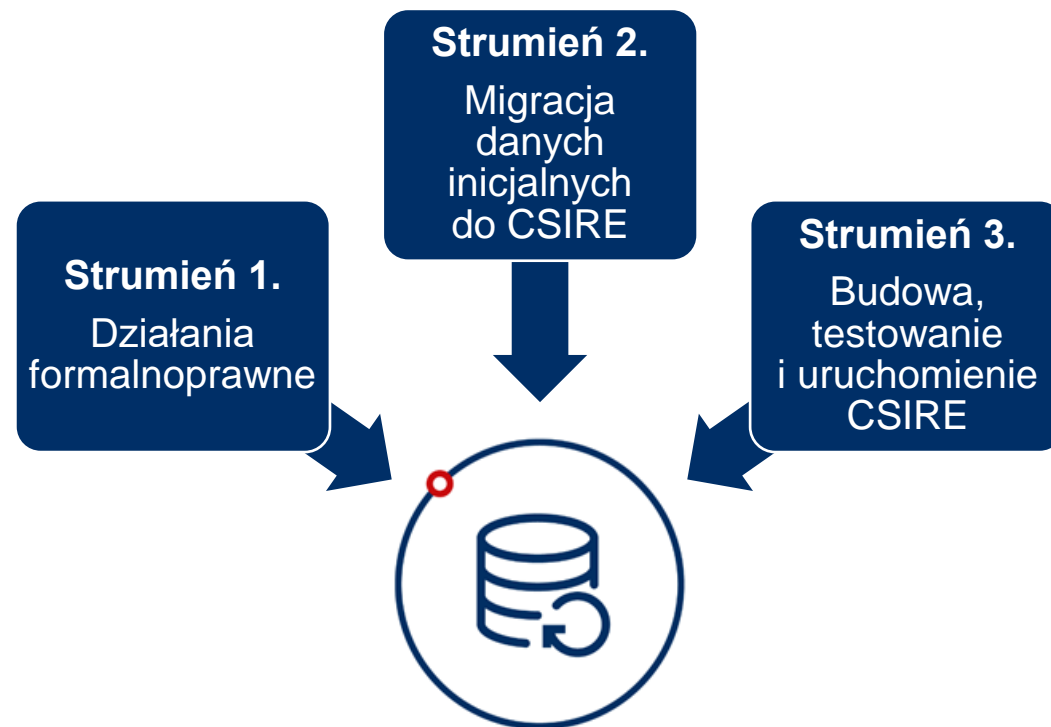 Strumień 1.
Działania
formalnoprawne
Strumień 2.
Migracja
danych
inicjalnych
do CSIRE
Strumień 3.
Budowa,
testowanie
i uruchomienie
CSIRE